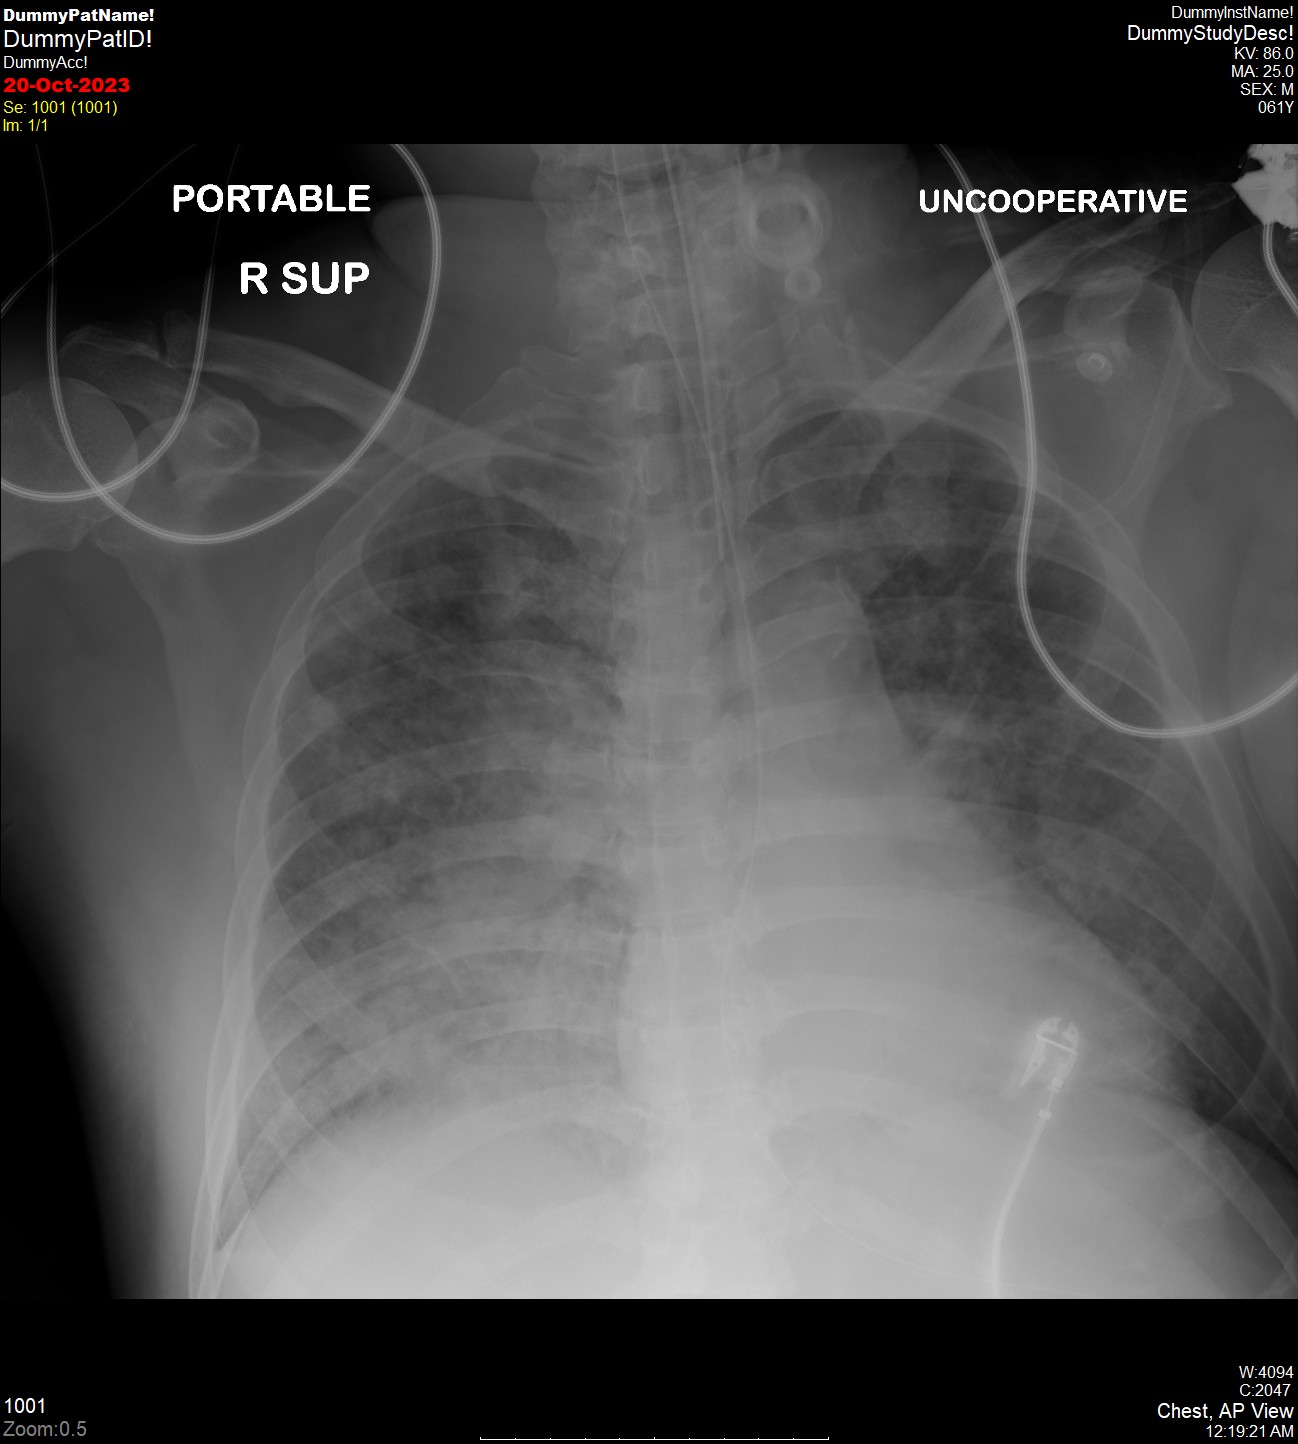 DummyPatName!
DummyPatID!
DummyAcc!
20-Oct-2023
Se: 1001 (1001)
Im: 1/1
DummyInstName!
DummyStudyDesc!
KV: 86.0
MA: 25.0
SEX: M
061Y
PORTABLE
R SUP
UNCOOPERATIVE
1001
Zoom:0.5
W:4094
C:2047
Chest, AP View
12:19:21 AM